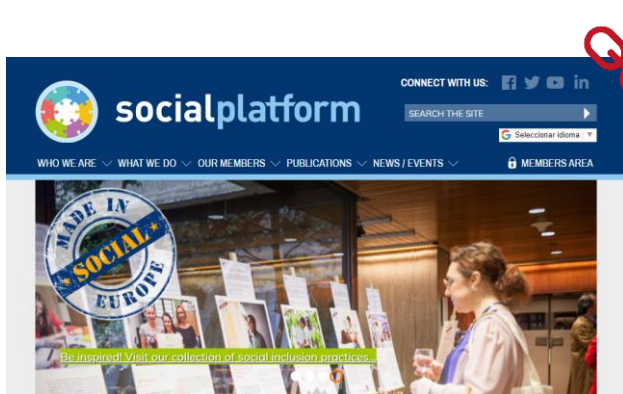 CONNECT WITH US:
socialplatform
SEARCH THE SITE
G Seleccionar idioma ▼
WHO WE ARE
WHAT WE DO
OUR MEMBERS
PUBLICATIONS
NEWS / EVENTS
MEMBERS AREA
MADE IN
SOCIAL
EUROPE
Be inspired! Visit our collection of social inclusion practices...